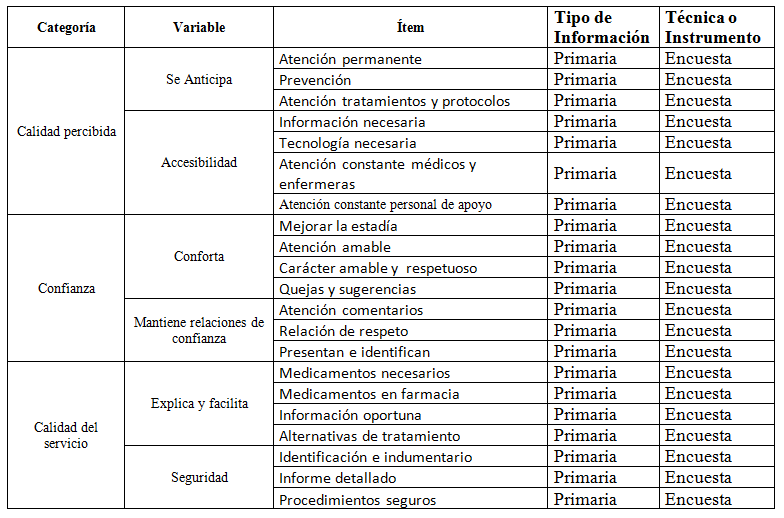 Categoría Variable Ítem Tipo de Información Técnica o Instrumento
Calidad percibida Se Anticipa Atención permanente Primaria Encuesta
Prevención Primaria Encuesta
Atención tratamientos y protocolos Primaria Encuesta
Accesibilidad Información necesaria Primaria Encuesta
Tecnología necesaria Primaria Encuesta
Atención constante médicos y enfermeras Primaria Encuesta
Atención constante personal de apoyo Primaria Encuesta
Confianza Conforta Mejorar la estadía Primaria Encuesta
Atención amable Primaria Encuesta
Carácter amable y respetuoso Primaria Encuesta
Quejas y sugerencias Primaria Encuesta
Mantiene relaciones de confianza Atención comentarios Primaria Encuesta
Relación de respeto Primaria Encuesta
Presentan e identifican Primaria Encuesta
Calidad del servicio Explica y facilita Medicamentos necesarios Primaria Encuesta
Medicamentos en farmacia Primaria Encuesta
Información oportuna Primaria Encuesta
Alternativas de tratamiento Primaria Encuesta
Seguridad Identificación e indumentario Primaria Encuesta
Informe detallado Primaria Encuesta
Procedimientos seguros Primaria Encuesta